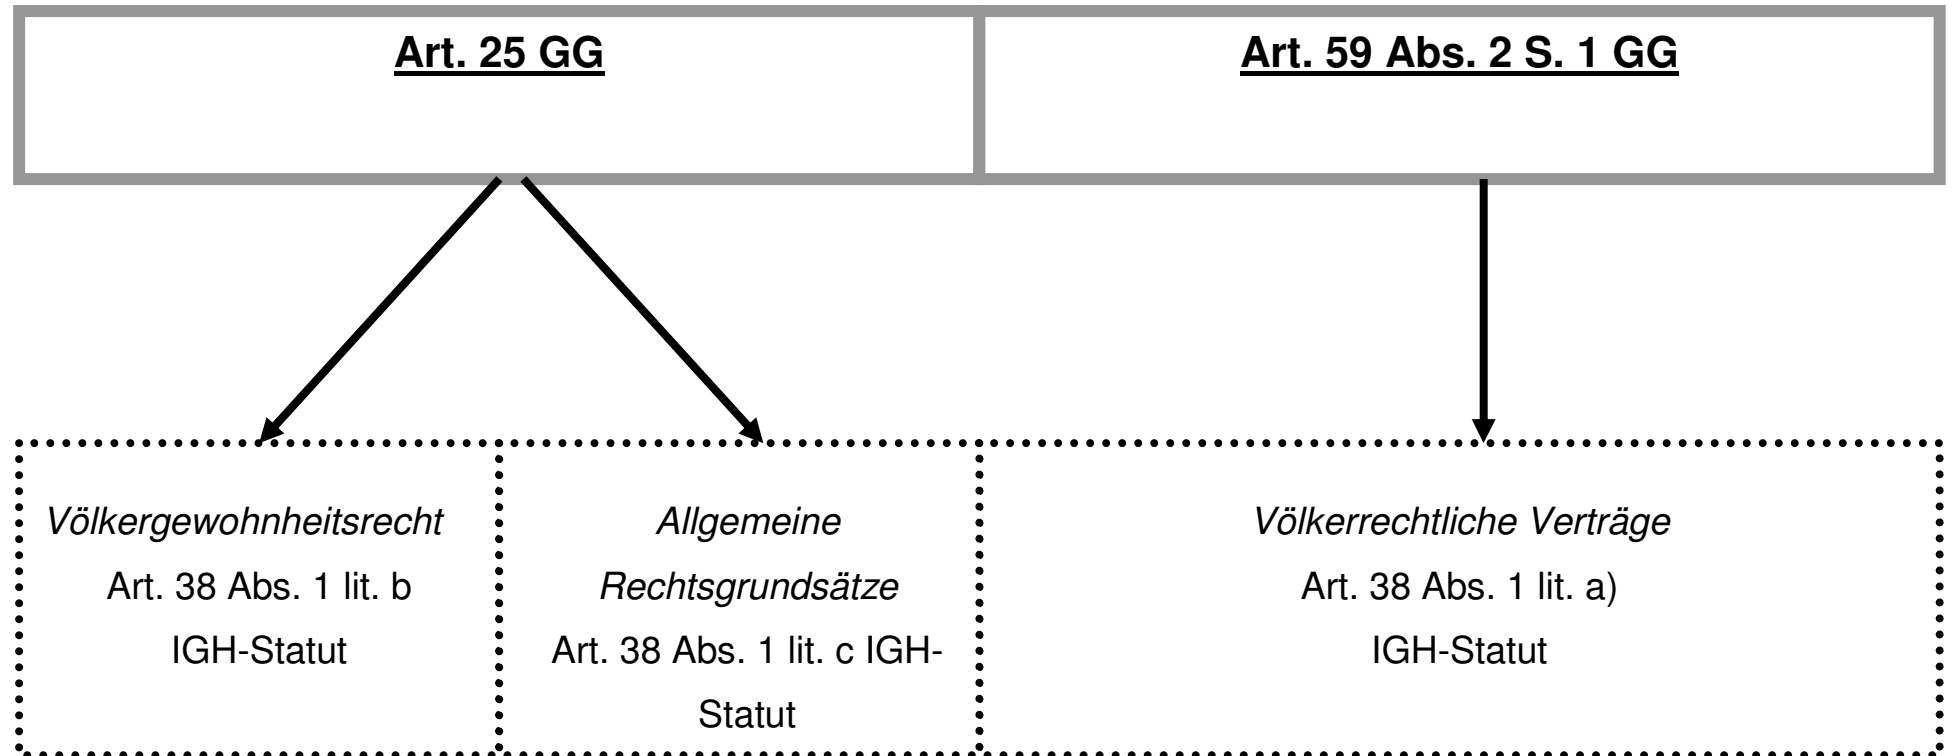 Art. 25 GG
Art. 59 Abs. 2 S. 1 GG
Völkergewohnheitsrecht
Art. 38 Abs. 1 lit. b
IGH-Statut
Allgemeine
Rechtsgrundsätze
Art. 38 Abs. 1 lit. c IGH-
Statut
Völkerrechtliche Verträge
Art. 38 Abs. 1 lit. a)
IGH-Statut